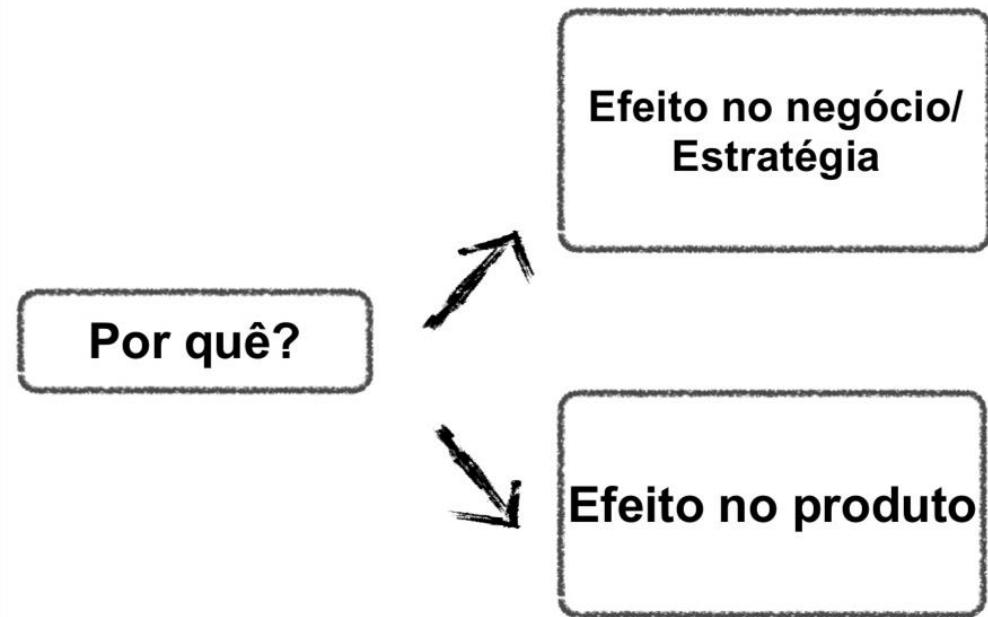 Efeito no negócio/
Estratégia
Por quê?
Efeito no produto